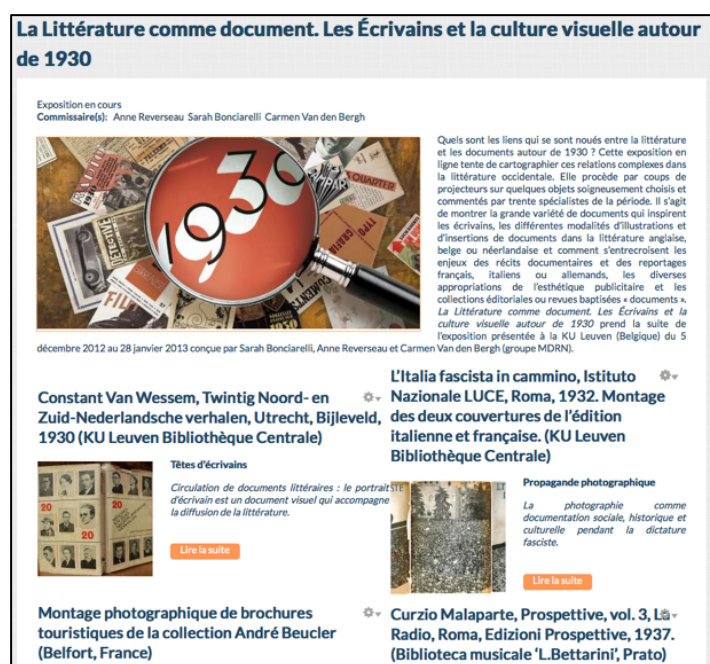 La Littérature comme document. Les Écrivains et la culture visuelle autour
de 1930
Exposition en cours
Commissaire(s): Anne Reverseau Sarah Bonciarelli Carmen Van den Bergh
RADIO
1930
QUARTER
DETECTIVE
FILM
Quels sont les liens qui se sont noués entre la littérature
et les documents autour de 1930 ? Cette exposition en
ligne tente de cartographier ces relations complexes dans
la littérature occidentale. Elle procède par coups de
projecteurs sur quelques objets soigneusement choisis et
commentés par trente spécialistes de la période. Il s'agit
de montrer la grande variété de documents qui inspirent
les écrivains, les différentes modalités d'illustrations et
d'insertions de documents dans la littérature anglaise,
belge ou néerlandaise et comment s'entrecroisent les
enjeux des récits documentaires et des reportages
français, italiens ou allemands, les diverses
appropriations de l'esthétique publicitaire et les
collections éditoriales ou revues baptisées « documents ».
La Littérature comme document. Les Écrivains et la
culture visuelle autour de 1930 prend la suite de
l'exposition présentée à la KU Leuven (Belgique) du 5
décembre 2012 au 28 janvier 2013 conçue par Sarah Bonciarelli, Anne Reverseau et Carmen Van den Bergh (groupe MDRN).
Constant Van Wessem, Twintig Noord- en
Zuid-Nederlandsche verhalen, Utrecht, Bijleveld,
1930 (KU Leuven Bibliothèque Centrale)
20
20
20
Têtes d'écrivains
Circulation de documents littéraires : le portrait
d'écrivain est un document visuel qui accompagne
la diffusion de la littérature.
Lire la suite
L'Italia fascista in cammino, Istituto
Nazionale LUCE, Roma, 1932. Montage
des deux couvertures de l'édition
italienne et française. (KU Leuven
Bibliothèque Centrale)
Propagande photographique
La photographie comme
documentation sociale, historique et
culturelle pendant la dictature
fasciste.
Lire la suite
Montage photographique de brochures
touristiques de la collection André Beucler
(Belfort, France)
Curzio Malaparte, Prospettive, vol. 3, La
Radio, Roma, Edizioni Prospettive, 1937.
(Biblioteca musicale 'L.Bettarini', Prato)